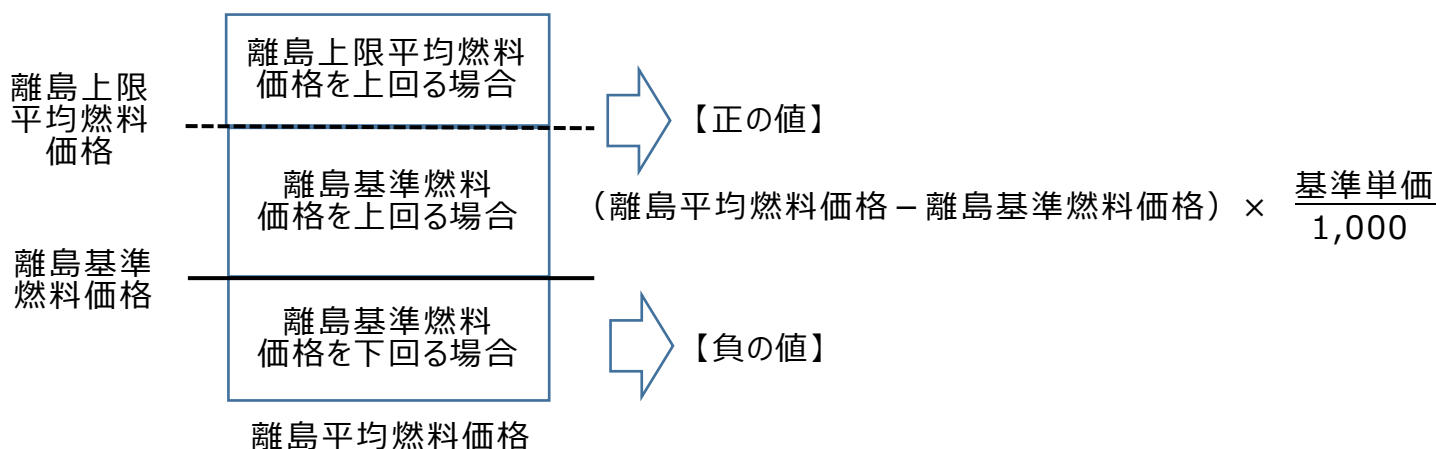 離島上限平均燃料
価格を上回る場合
離島上限
平均燃料
価格
【正の値】
離島基準燃料
価格を上回る場合
（離島平均燃料価格－離島基準燃料価格）× 基準単価
1,000
離島基準
燃料価格
離島基準燃料
価格を下回る場合
【負の値】
離島平均燃料価格